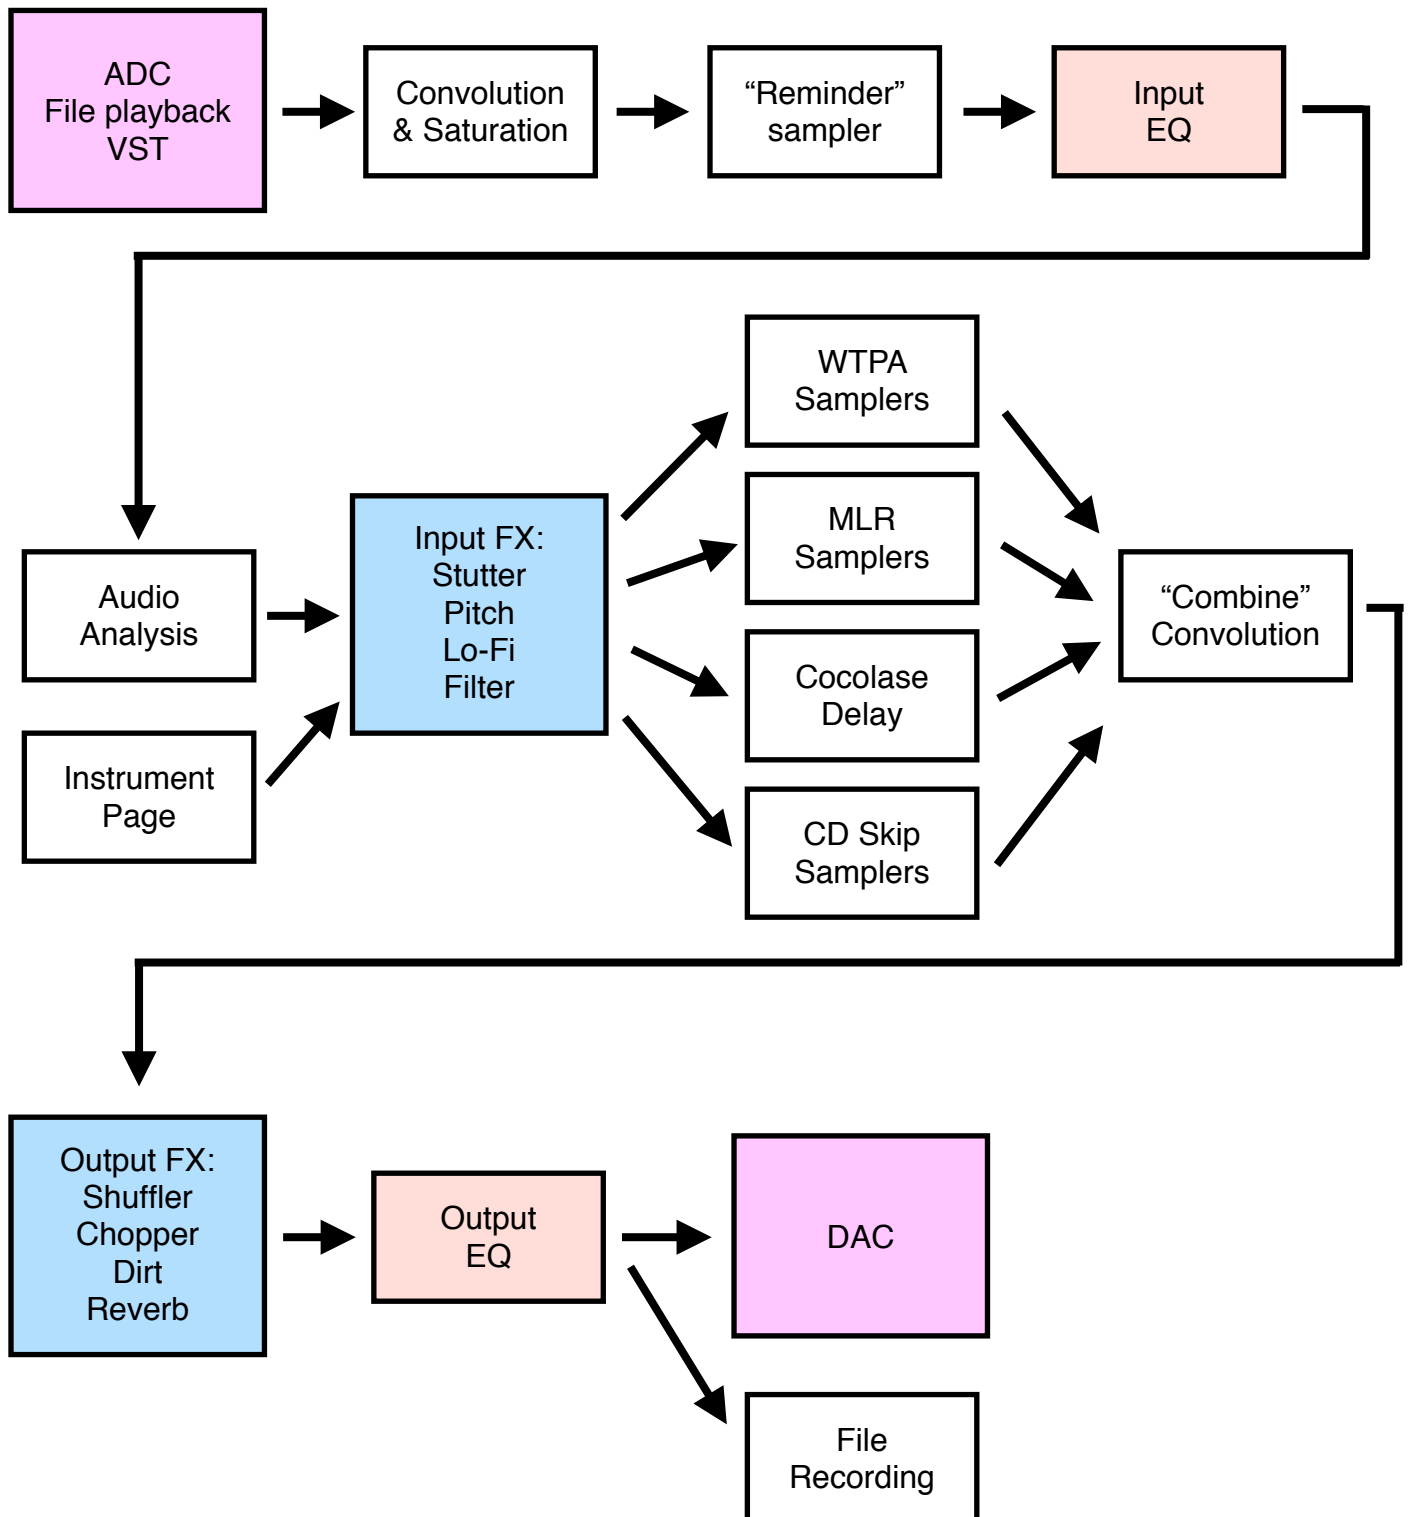 ADC
File playback
VST
Convolution
& Saturation
“Reminder”
sampler
Input
EQ
WTPA
Samplers
MLR
Samplers
Cocolase
Delay
CD Skip
Samplers
Audio
Analysis
Instrument
Page
Input FX:
Stutter
Pitch
Lo-Fi
Filter
“Combine”
Convolution
Output FX:
Shuffler
Chopper
Dirt
Reverb
Output
EQ
DAC
File
Recording